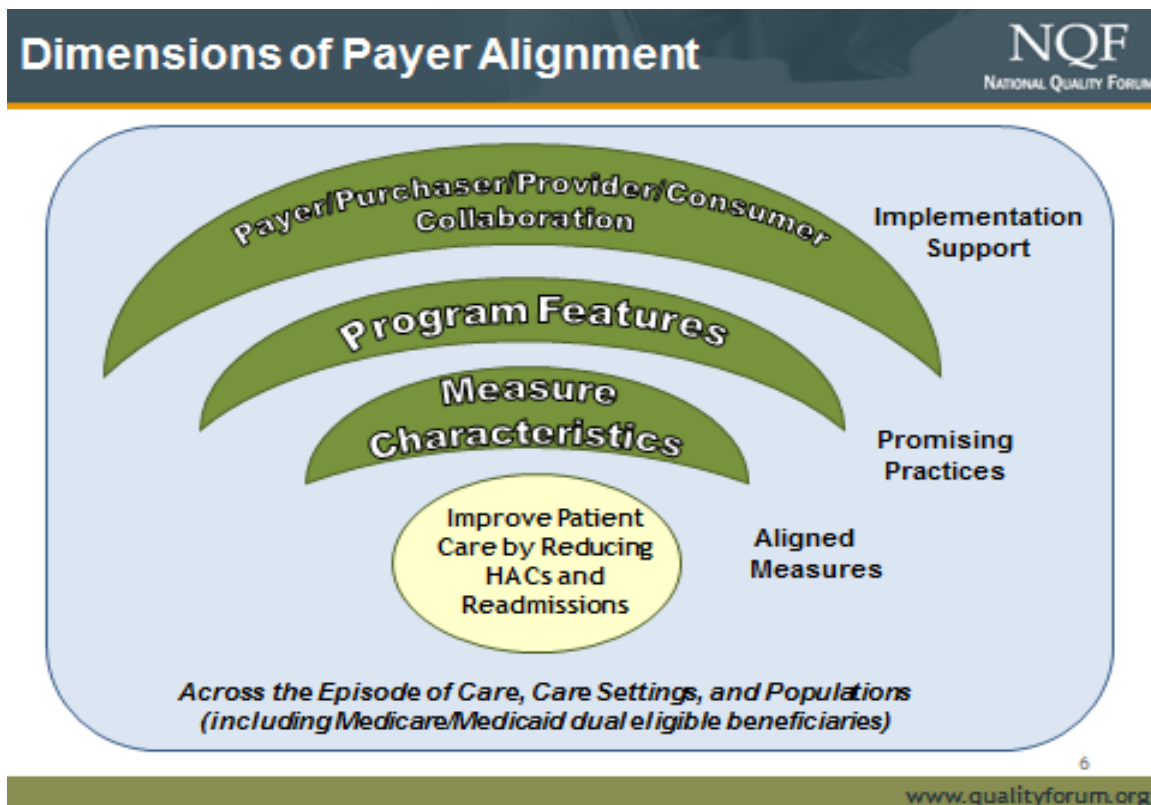 Dimensions of Payer Alignment
NQF
NATIONAL QUALITY FORUM
Payer/Purchaser/Provider/Consumer
Collaboration
Implementation
Support
Program Features
Measure
Characteristics
Promising
Practices
Improve Patient
Care by Reducing
HACs and
Readmissions
Aligned
Measures
Across the Episode of Care, Care Settings, and Populations
(including Medicare/Medicaid dual eligible beneficiaries)
6
www.qualityforum.org